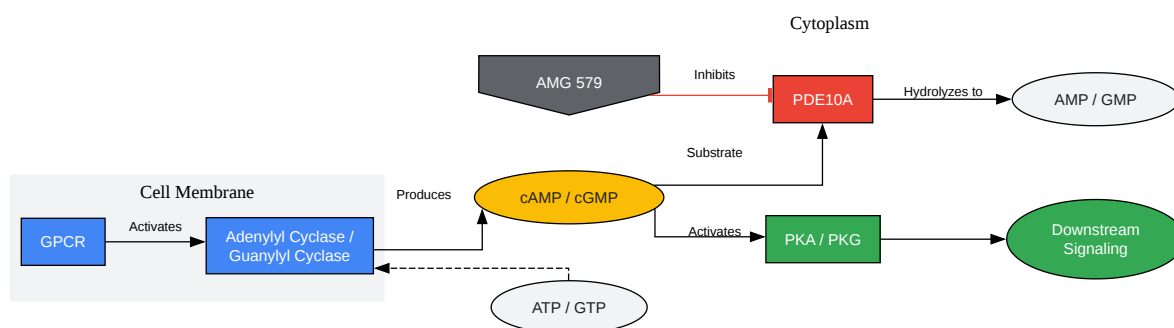 Cytoplasm
AMG 579
Inhibits
PDE10A
Hydrolyzes to
AMP / GMP
Substrate
Cell Membrane
Produces
cAMP / cGMP
GPCR
Activates
Adenylyl Cyclase /
Guanylyl Cyclase
Activates
PKA / PKG
Downstream
Signaling
ATP / GTP